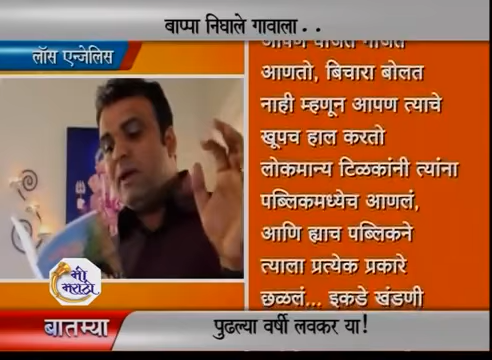 बाप्पा निघाले गावाला..
लॉस एन्जेलिस
आणतो, बिचारा बोलत
नाही म्हणून आपण त्याचे
खूपच हाल करतो
लोकमान्य टिळकांनी त्यांना
पब्लिकमध्येच आणलं,
आणि ह्याच पब्लिकने
त्याला प्रत्येक प्रकारे
छळलं... इकडे खंडणी
मी
मराठी
बातम्या
पुढल्या वर्षी लवकर या!